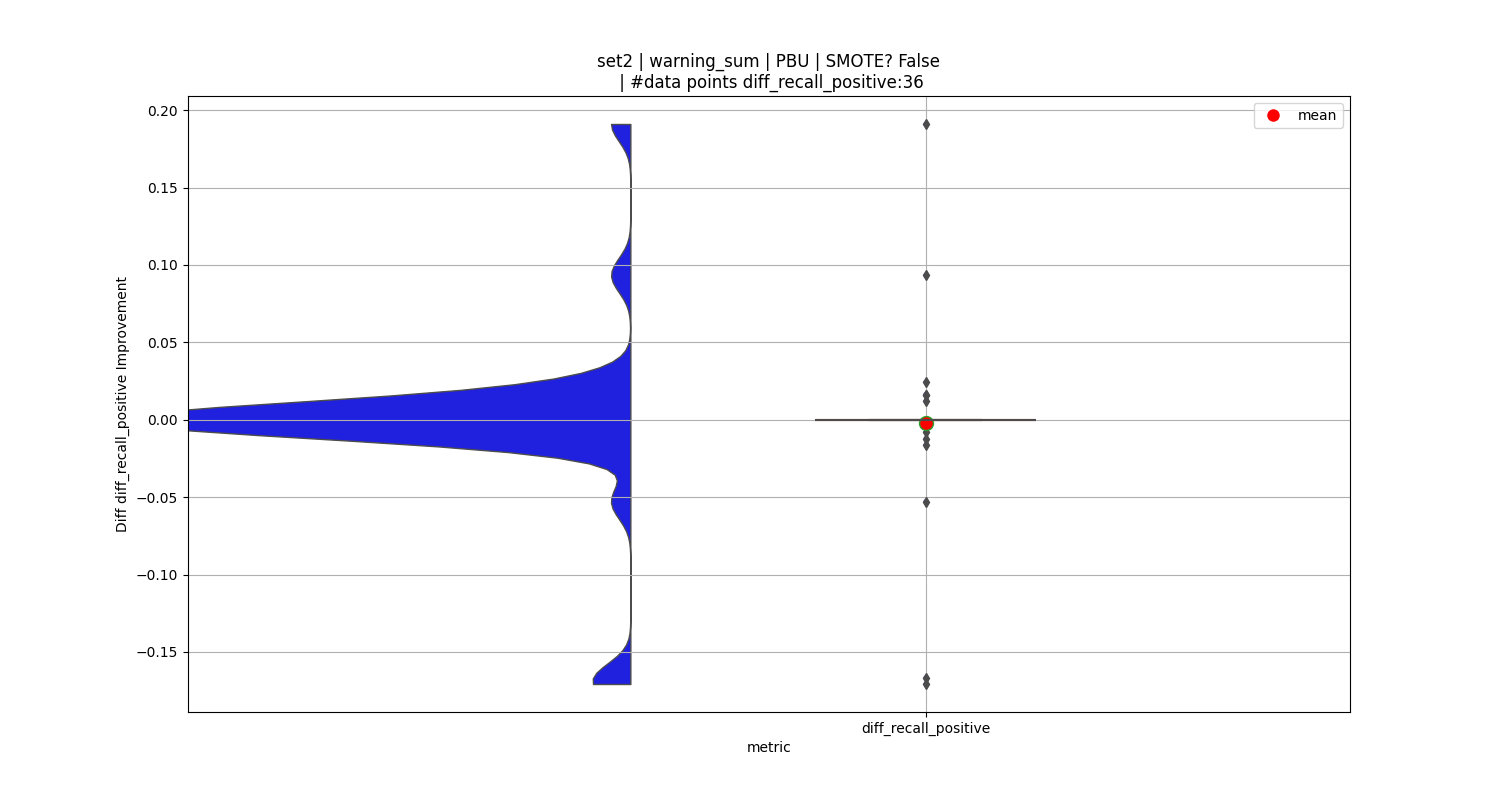 set2 | warning_sum | PBU | SMOTE? False
| #data points diff_recall_positive:36
mean
0.20
0.15
0.10
0.05
0.00
−0.05
−0.10
−0.15
Diff diff_recall_positive Improvement
diff_recall_positive
metric